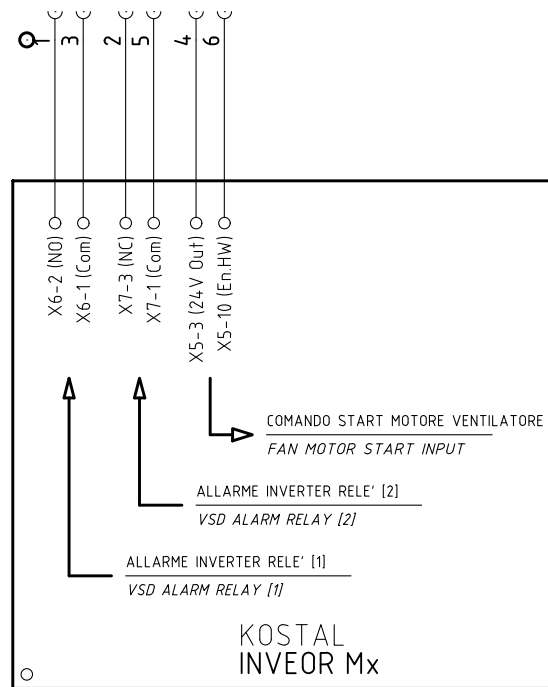 1
3
2
5
4
6
X6-2 (NO)
X6-1 (Com)
X7-3 (NC)
X7-1 (Com)
X5-3 (24V Out)
X5-10 (En.HW)
COMANDO START MOTORE VENTILATORE
FAN MOTOR START INPUT
ALLARME INVERTER RELE' [2]
VSD ALARM RELAY [2]
ALLARME INVERTER RELE' [1]
VSD ALARM RELAY [1]
KOSTAL
INVEOR Mx